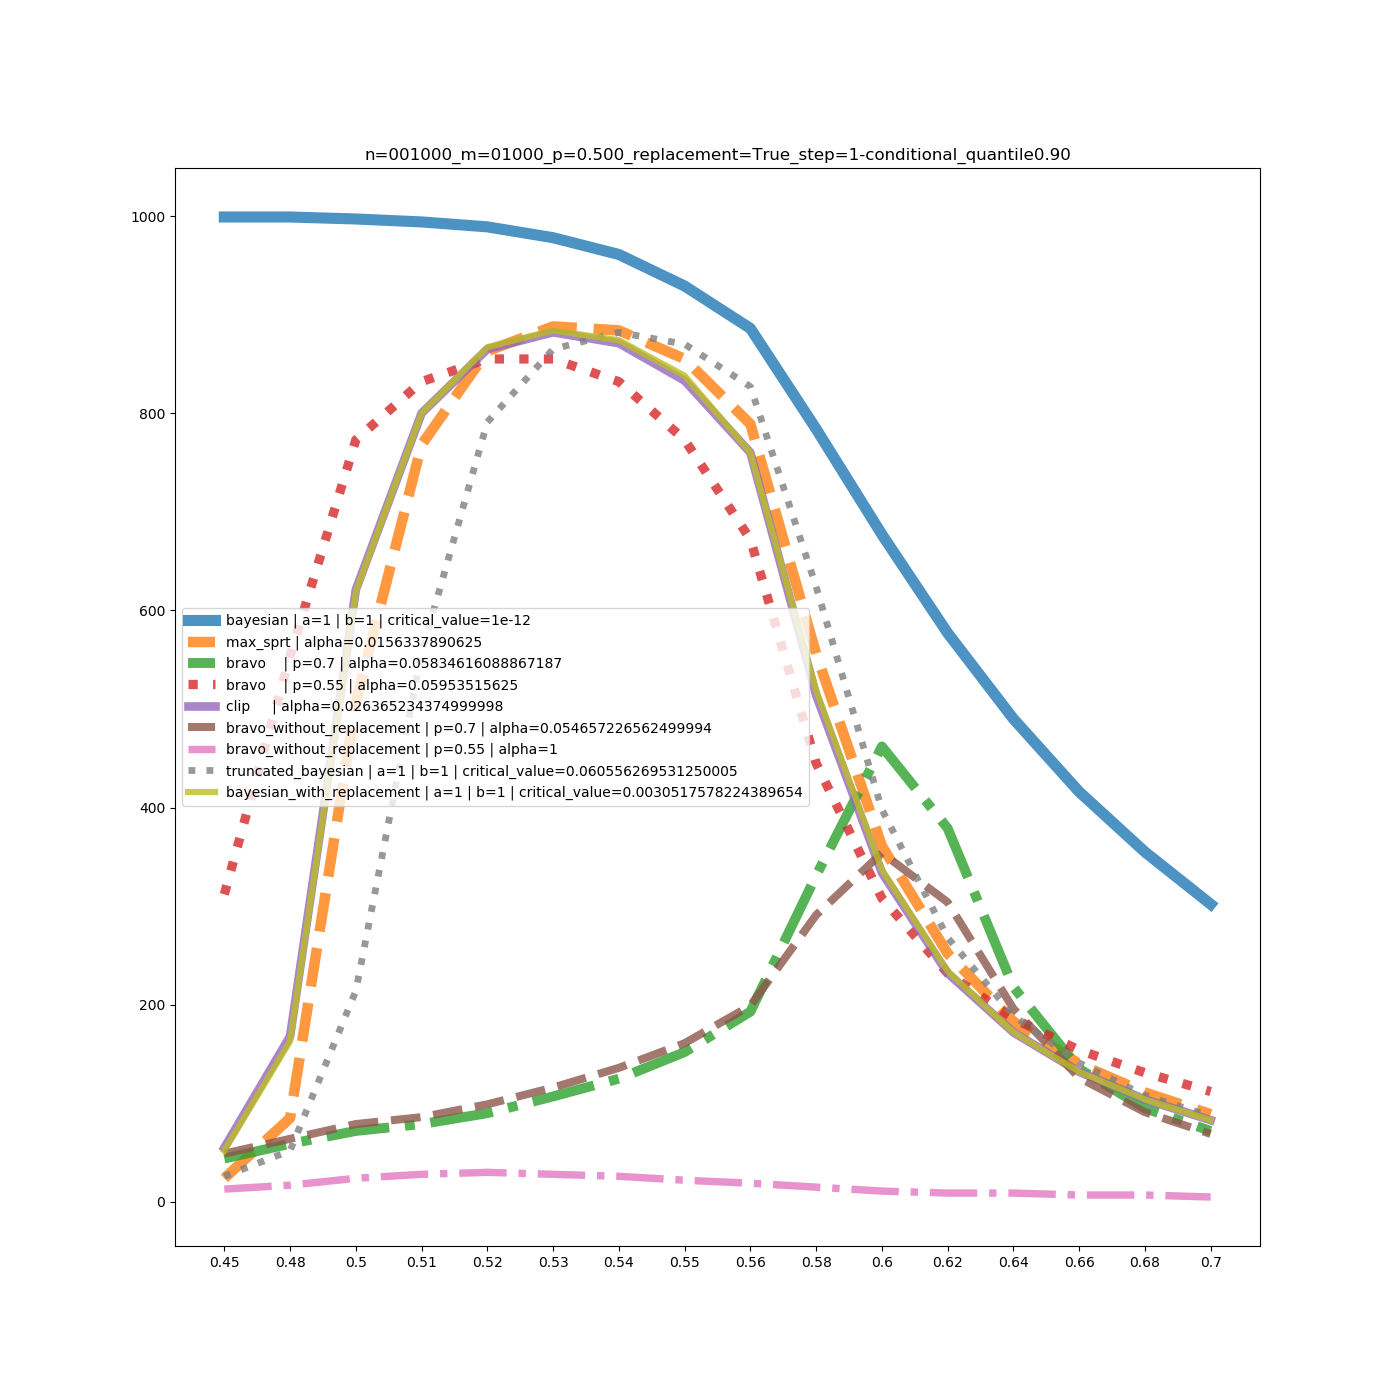 n=001000_m=01000_p=0.500_replacement=True_step=1-conditional_quantile0.90
1000
800
600
400
200
0
bayesian | a=1 | b=1 | critical_value=1e-12
max_sprt | alpha=0.0156337890625
bravo | p=0.7 | alpha=0.05834616088867187
bravo | p=0.55 | alpha=0.05953515625
clip | alpha=0.026365234374999998
bravo_without_replacement | p=0.7 | alpha=0.054657226562499994
bravo_without_replacement | p=0.55 | alpha=1
truncated_bayesian | a=1 | b=1 | critical_value=0.060556269531250005
bayesian_with_replacement | a=1 | b=1 | critical_value=0.0030517578224389654
0.45 0.48 0.5 0.51 0.52 0.53 0.54 0.55 0.56 0.58 0.6 0.62 0.64 0.66 0.68 0.7